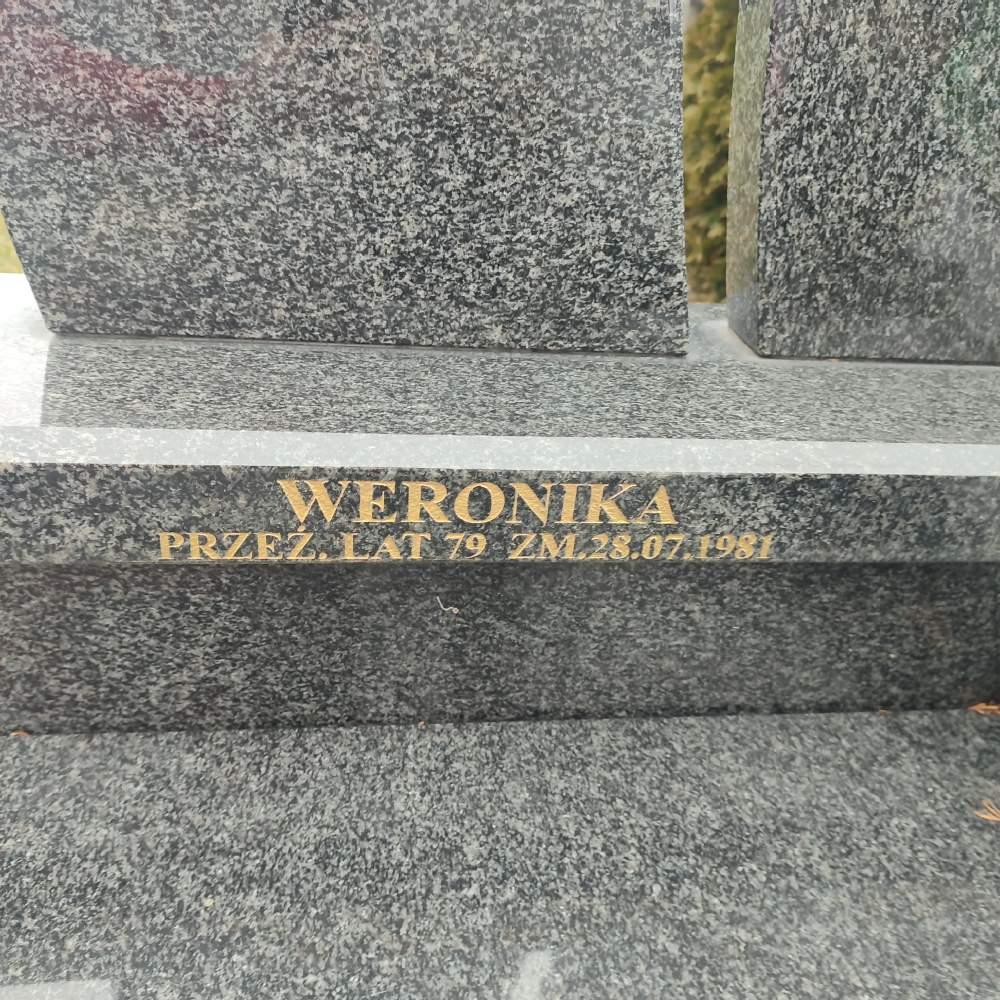 WERONIKA
PRZEŻ. LAT 79 ZM.28.07.1981